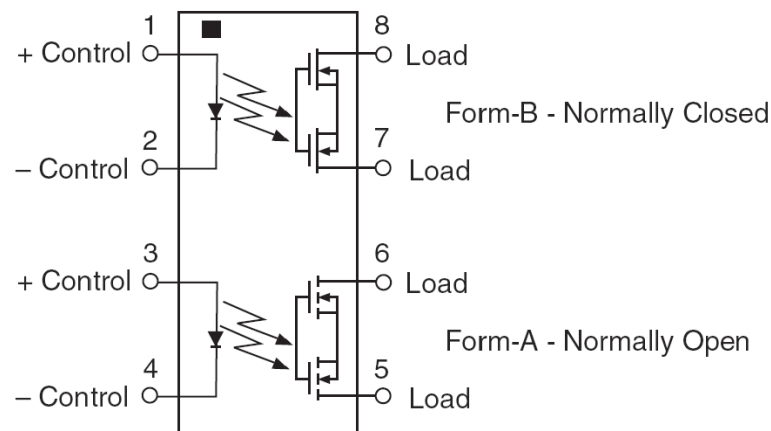 1
8
+ Control
Load
Form-B - Normally Closed
2
7
– Control
Load
3
6
+ Control
Load
Form-A - Normally Open
4
5
– Control
Load